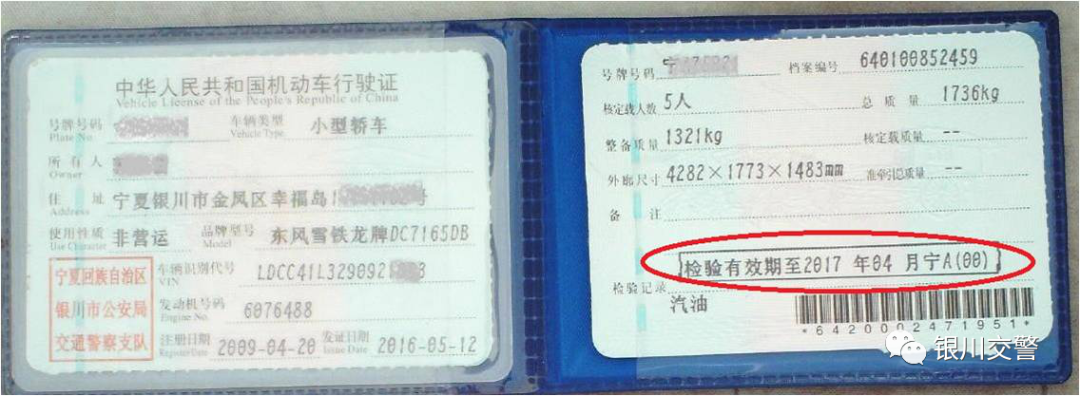 中华人民共和国机动车行驶证
Vehicle License of the People's Republic of China
号牌号码
Plate No.
车辆类型 小型轿车
Vehicle Type
所有人
Owner
住址 宁夏银川市金凤区幸福岛 号
Address
使用性质 非营运
Use Character
品牌型号 东风雪铁龙牌DC7165DB
Model
宁夏回族自治区
银川市公安局
交通警察支队
车辆识别代号 LDCC41L329092 3
VIN
发动机号码 6076488
Engine No.
注册日期 2009-04-20
Register Date
发证日期 2016-05-12
Issue Date
号牌号码 宁 档案编号 640100852459
核定载人数 5人 总质量 1736kg
整备质量 1321kg 核定载质量 --
外廓尺寸 4282×1773×1483mm 准牵引总质量 --
备注
检验有效期至2017 年04 月宁A(00)
检验记录
汽油
*6420002471951*
银川交警